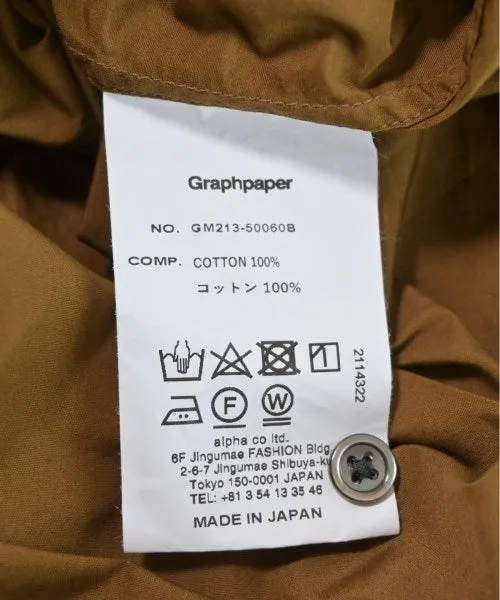 Graphpaper
NO. GM213-50060B
COMP. COTTON 100%
コットン 100%
2114322
F
W
alpha co ltd.
6F Jingumae FASHION Bldg
2-6-7 Jingumae Shibuya-ku
Tokyo 150-0001 JAPAN
TEL: +81 3 54 13 35 46
MADE IN JAPAN